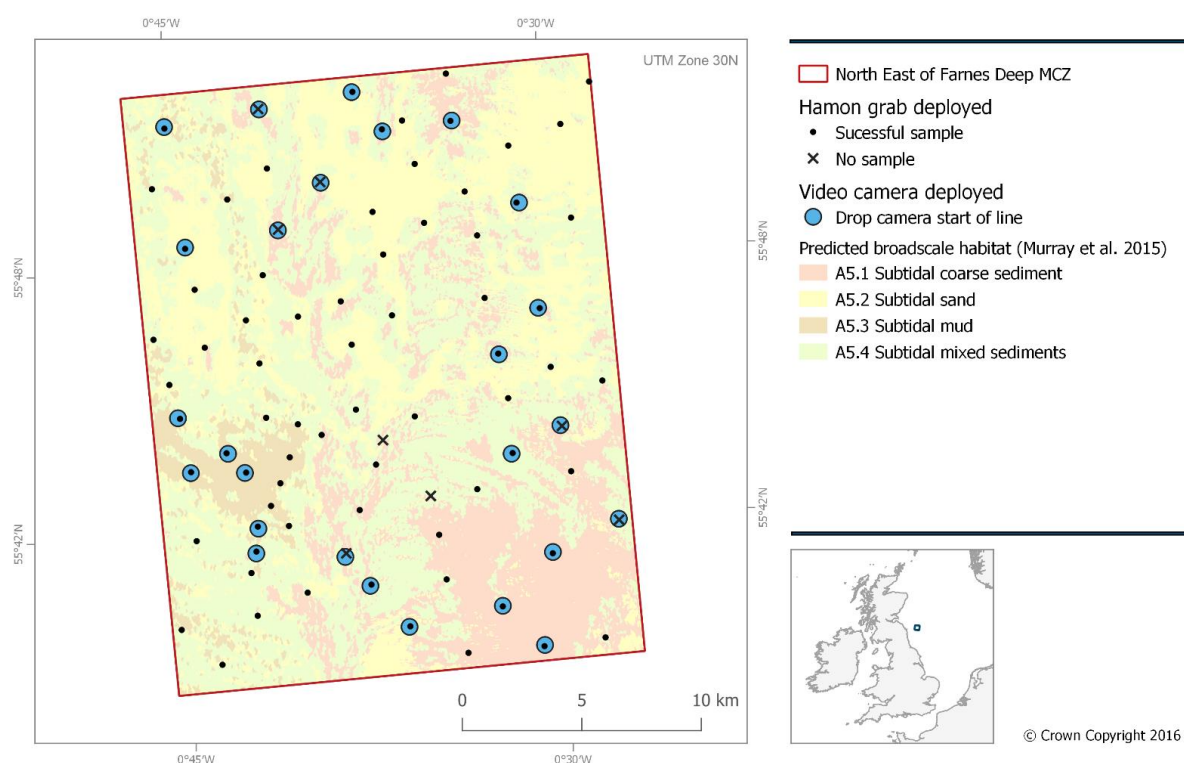 0°45'W
0°30'W
UTM Zone 30N
55°48'N
55°48'N
55°42'N
55°42'N
0 5 10 km
0°45'W
0°30'W
North East of Farnes Deep MCZ
Hamon grab deployed
Sucessful sample
No sample
Video camera deployed
Drop camera start of line
Predicted broadscale habitat (Murray et al. 2015)
A5.1 Subtidal coarse sediment
A5.2 Subtidal sand
A5.3 Subtidal mud
A5.4 Subtidal mixed sediments
© Crown Copyright 2016